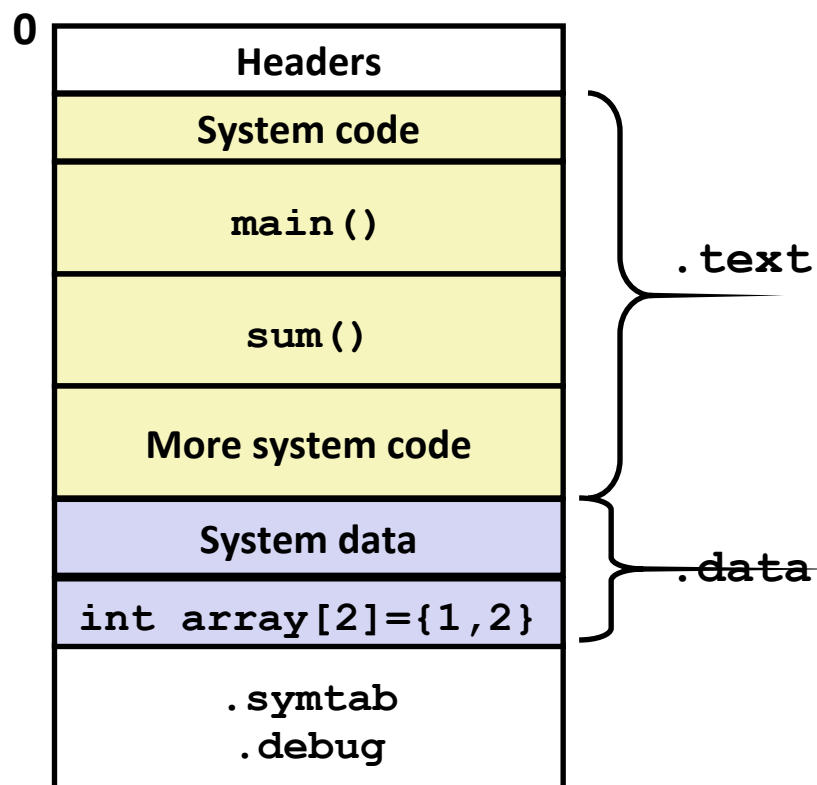 0
Headers
System code
main()
.text
sum()
More system code
System data
.data
int array[2]={1,2}
.symtab
.debug